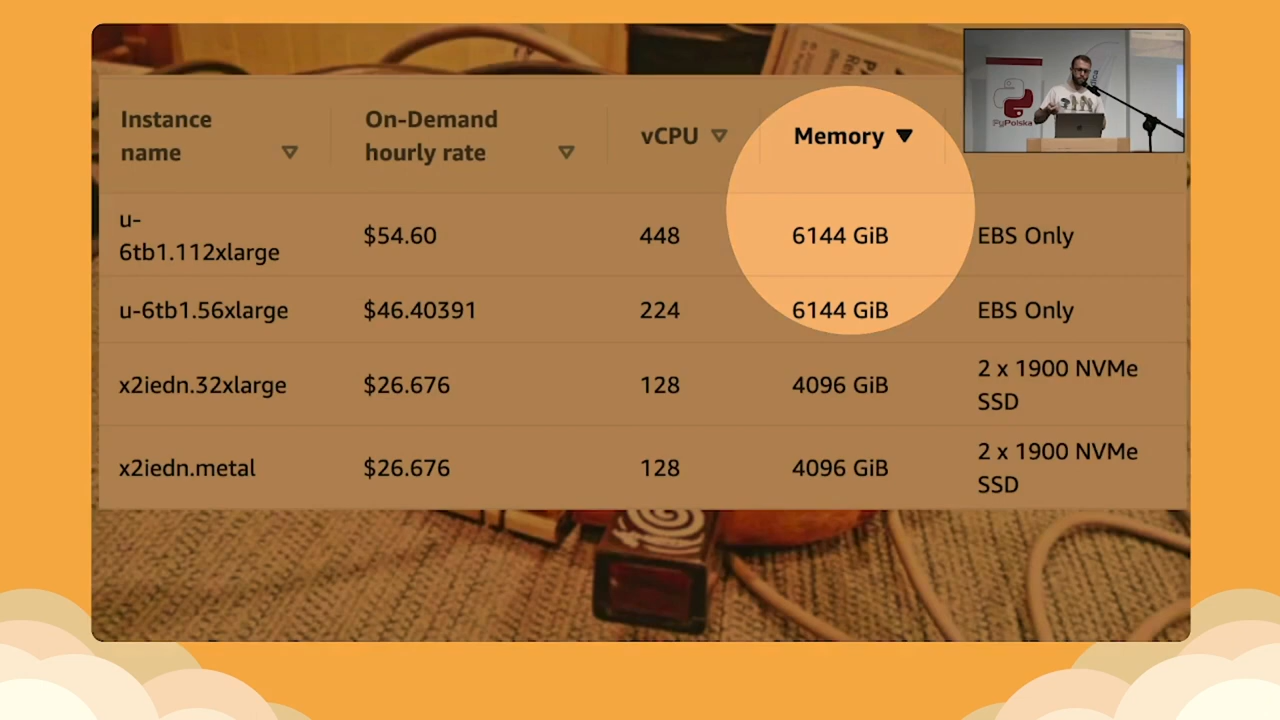 Instance
name
On-Demand
hourly rate
vCPU
Memory
u-
6tb1.112xlarge
$54.60
448
6144 GiB
EBS Only
u-6tb1.56xlarge
$46.40391
224
6144 GiB
EBS Only
x2iedn.32xlarge
$26.676
128
4096 GiB
2 x 1900 NVMe
SSD
x2iedn.metal
$26.676
128
4096 GiB
2 x 1900 NVMe
SSD
PyPolska